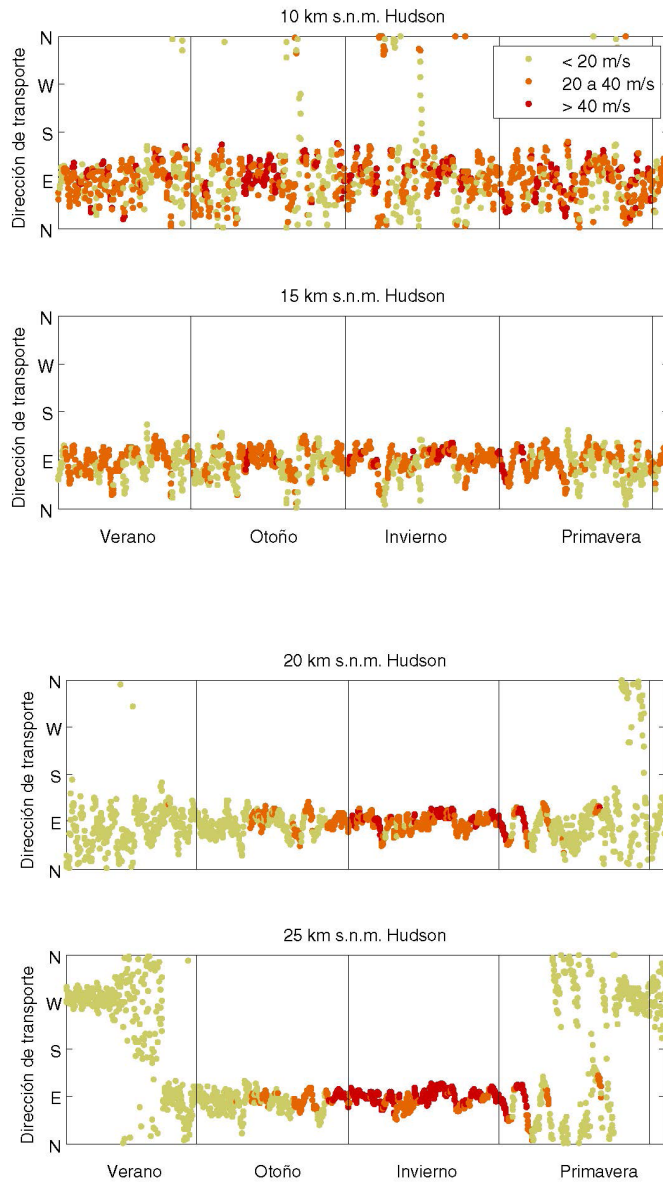 10 km s.n.m. Hudson
N
W
S
E
N
Dirección de transporte
< 20 m/s
20 a 40 m/s
> 40 m/s
15 km s.n.m. Hudson
N
W
S
E
N
Dirección de transporte
Verano Otoño Invierno Primavera
20 km s.n.m. Hudson
N
W
S
E
N
Dirección de transporte
25 km s.n.m. Hudson
N
W
S
E
N
Dirección de transporte
Verano Otoño Invierno Primavera